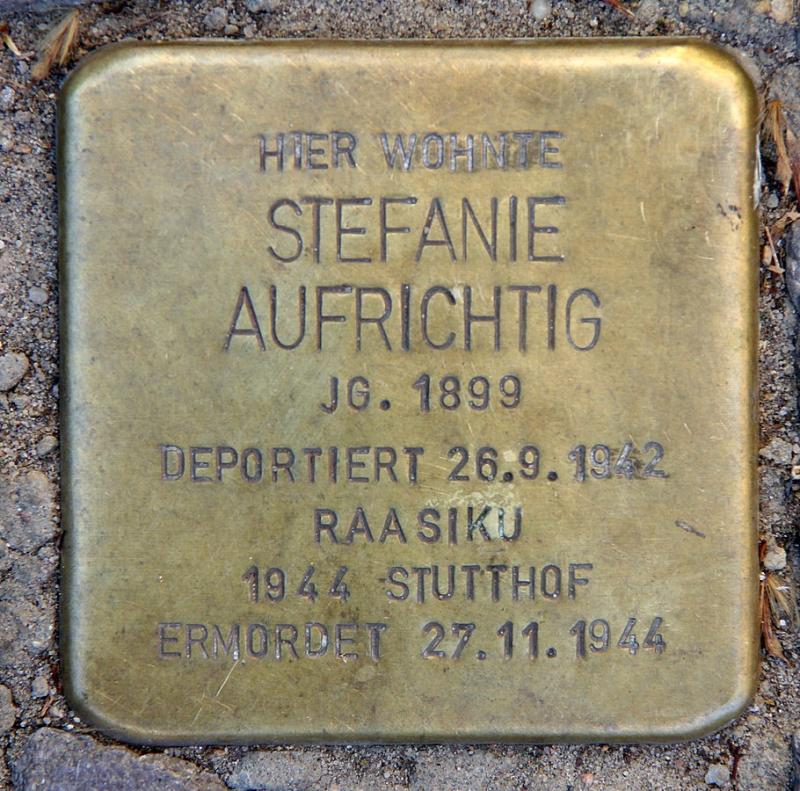 HIER WOHNTE
STEFANIE
AUFRICHTIG
JG. 1899
DEPORTIERT 26.9.1942
RAASIKU
1944 STUTTHOF
ERMORDET 27.11.1944